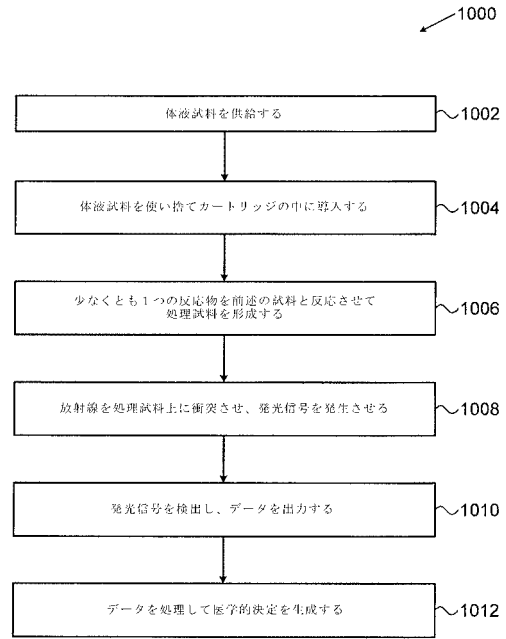 1000
体液試料を供給する
1002
体液試料を使い捨てカートリッジの中に導入する
1004
少なくとも1つの反応物を前述の試料と反応させて
処理試料を形成する
1006
放射線を処理試料上に衝突させ、発光信号を発生させる
1008
発光信号を検出し、データを出力する
1010
データを処理して医学的決定を生成する
1012